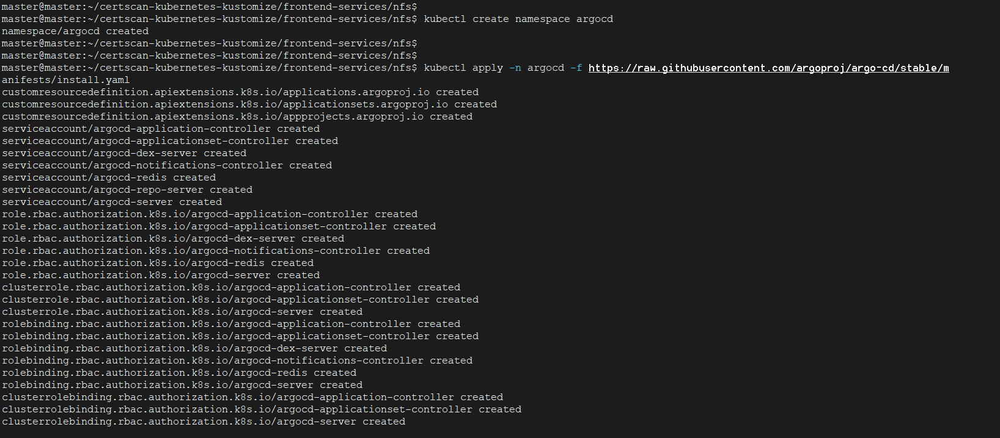 master@master:~/certscan-kubernetes-kustomize/frontend-services/nfs$
master@master:~/certscan-kubernetes-kustomize/frontend-services/nfs$ kubectl create namespace argocd
namespace/argocd created
master@master:~/certscan-kubernetes-kustomize/frontend-services/nfs$
master@master:~/certscan-kubernetes-kustomize/frontend-services/nfs$
master@master:~/certscan-kubernetes-kustomize/frontend-services/nfs$ kubectl apply -n argocd -f https://raw.githubusercontent.com/argoproj/argo-cd/stable/m
anifests/install.yaml
customresourcedefinition.apiextensions.k8s.io/applications.argoproj.io created
customresourcedefinition.apiextensions.k8s.io/applicationsets.argoproj.io created
customresourcedefinition.apiextensions.k8s.io/appprojects.argoproj.io created
serviceaccount/argocd-application-controller created
serviceaccount/argocd-applicationset-controller created
serviceaccount/argocd-dex-server created
serviceaccount/argocd-notifications-controller created
serviceaccount/argocd-redis created
serviceaccount/argocd-repo-server created
serviceaccount/argocd-server created
role.rbac.authorization.k8s.io/argocd-application-controller created
role.rbac.authorization.k8s.io/argocd-applicationset-controller created
role.rbac.authorization.k8s.io/argocd-dex-server created
role.rbac.authorization.k8s.io/argocd-notifications-controller created
role.rbac.authorization.k8s.io/argocd-redis created
role.rbac.authorization.k8s.io/argocd-server created
clusterrole.rbac.authorization.k8s.io/argocd-application-controller created
clusterrole.rbac.authorization.k8s.io/argocd-applicationset-controller created
clusterrole.rbac.authorization.k8s.io/argocd-server created
rolebinding.rbac.authorization.k8s.io/argocd-application-controller created
rolebinding.rbac.authorization.k8s.io/argocd-applicationset-controller created
rolebinding.rbac.authorization.k8s.io/argocd-dex-server created
rolebinding.rbac.authorization.k8s.io/argocd-notifications-controller created
rolebinding.rbac.authorization.k8s.io/argocd-redis created
rolebinding.rbac.authorization.k8s.io/argocd-server created
clusterrolebinding.rbac.authorization.k8s.io/argocd-application-controller created
clusterrolebinding.rbac.authorization.k8s.io/argocd-applicationset-controller created
clusterrolebinding.rbac.authorization.k8s.io/argocd-server created